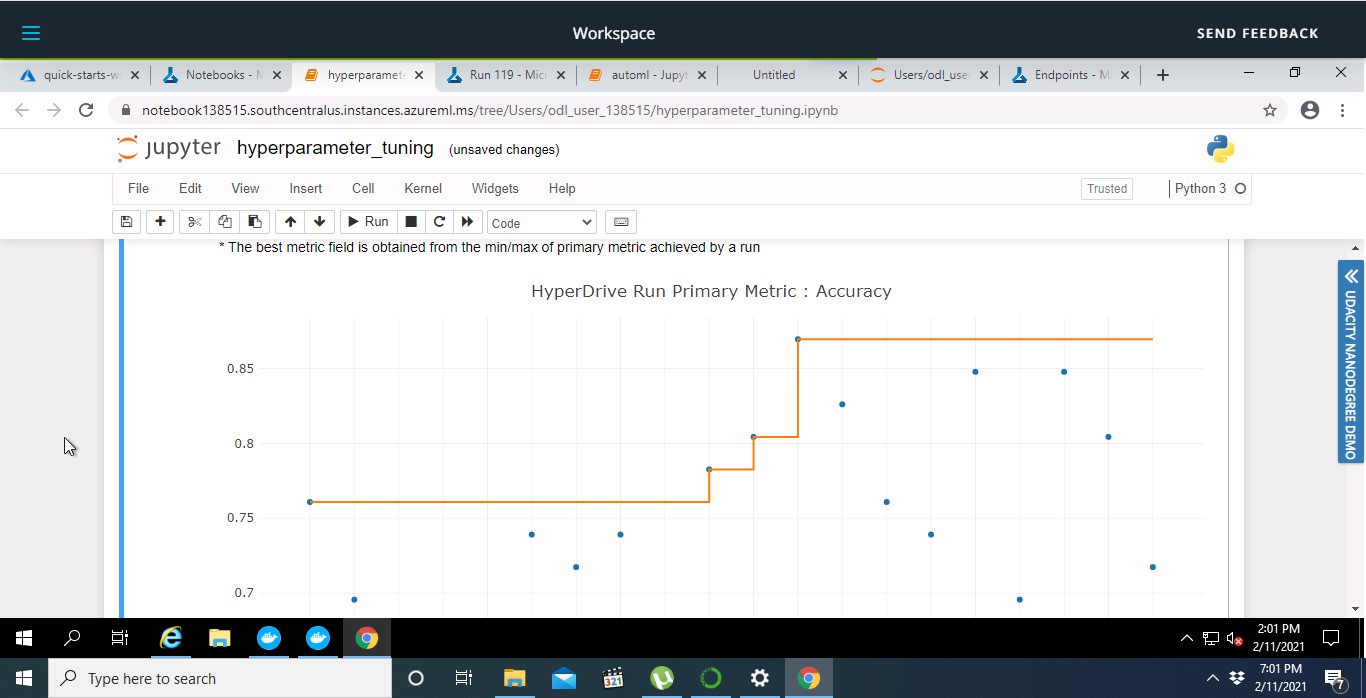 Workspace
SEND FEEDBACK
quick-starts-w
Notebooks - M
hyperparamet
Run 119 - Mic
automl - Jupyt
Untitled
Users/odl_use
Endpoints - M
notebook138515.southcentralus.instances.azureml.ms/tree/Users/odl_user_138515/hyperparameter_tuning.ipynb
jupyter hyperparameter_tuning (unsaved changes)
File Edit View Insert Cell Kernel Widgets Help
Trusted
Python 3
Run
Code
* The best metric field is obtained from the min/max of primary metric achieved by a run
HyperDrive Run Primary Metric : Accuracy
0.85
0.8
0.75
0.7
UDACITY NANODEGREE DEMO
2:01 PM
2/11/2021
Type here to search
321
7:01 PM
2/11/2021
7